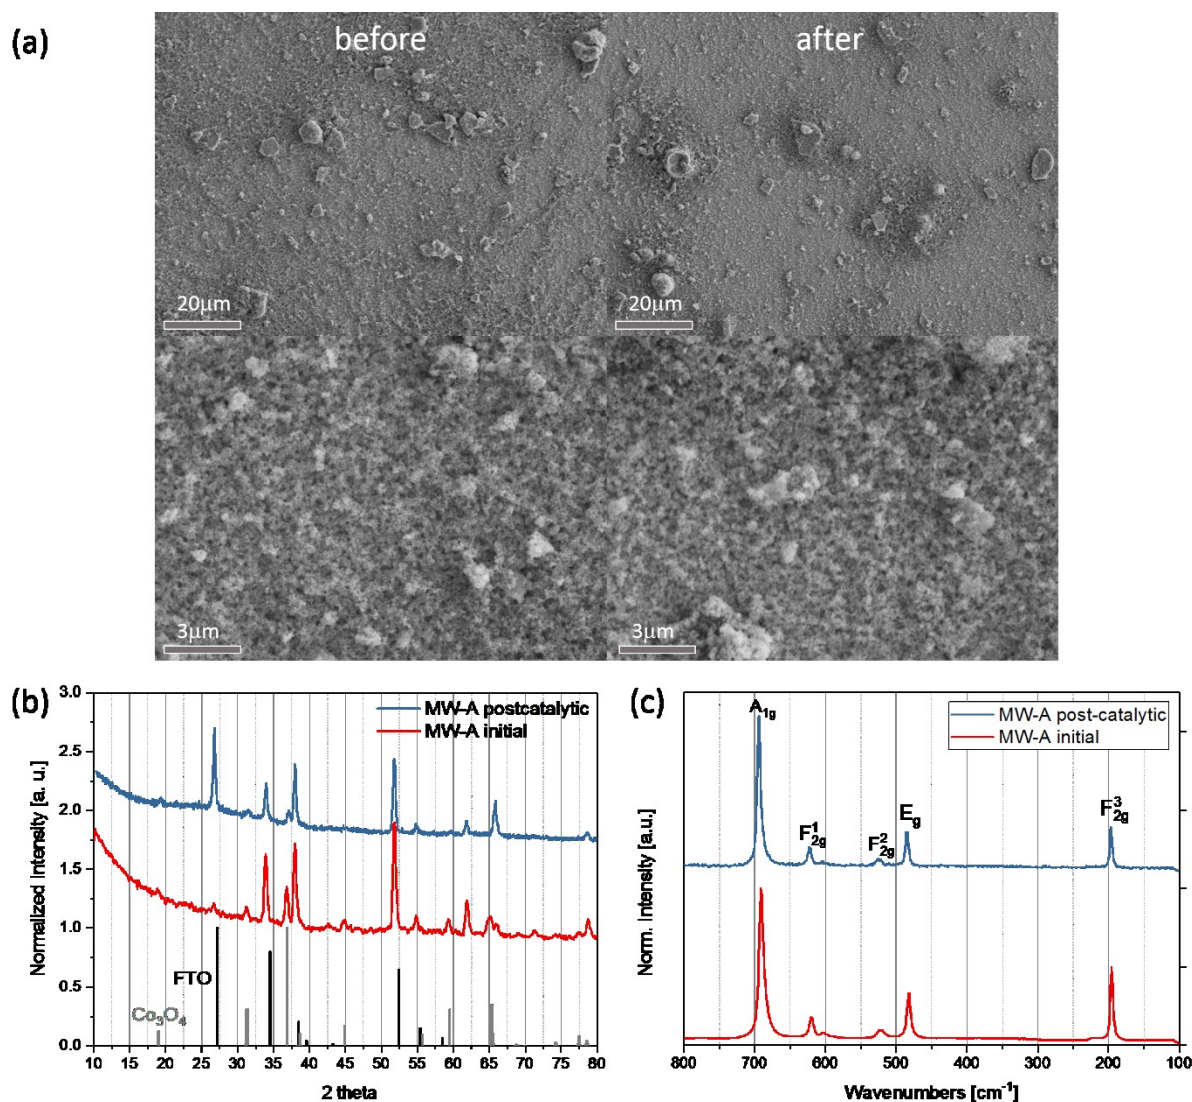 (a)
before
after
20µm
20µm
3µm
3µm
(b)
3.0
2.5
2.0
1.5
1.0
0.5
0.0
Normalized Intensity [a. u.]
MW-A postcatalytic
MW-A initial
FTO
Co₃O₄
10 15 20 25 30 35 40 45 50 55 60 65 70 75 80
2 theta
(c)
Norm. intensity [a.u.]
MW-A post-catalytic
MW-A initial
A₁g
F¹₂g
F²₂g
Eg
F³₂g
800 700 600 500 400 300 200 100
Wavenumbers [cm⁻¹]